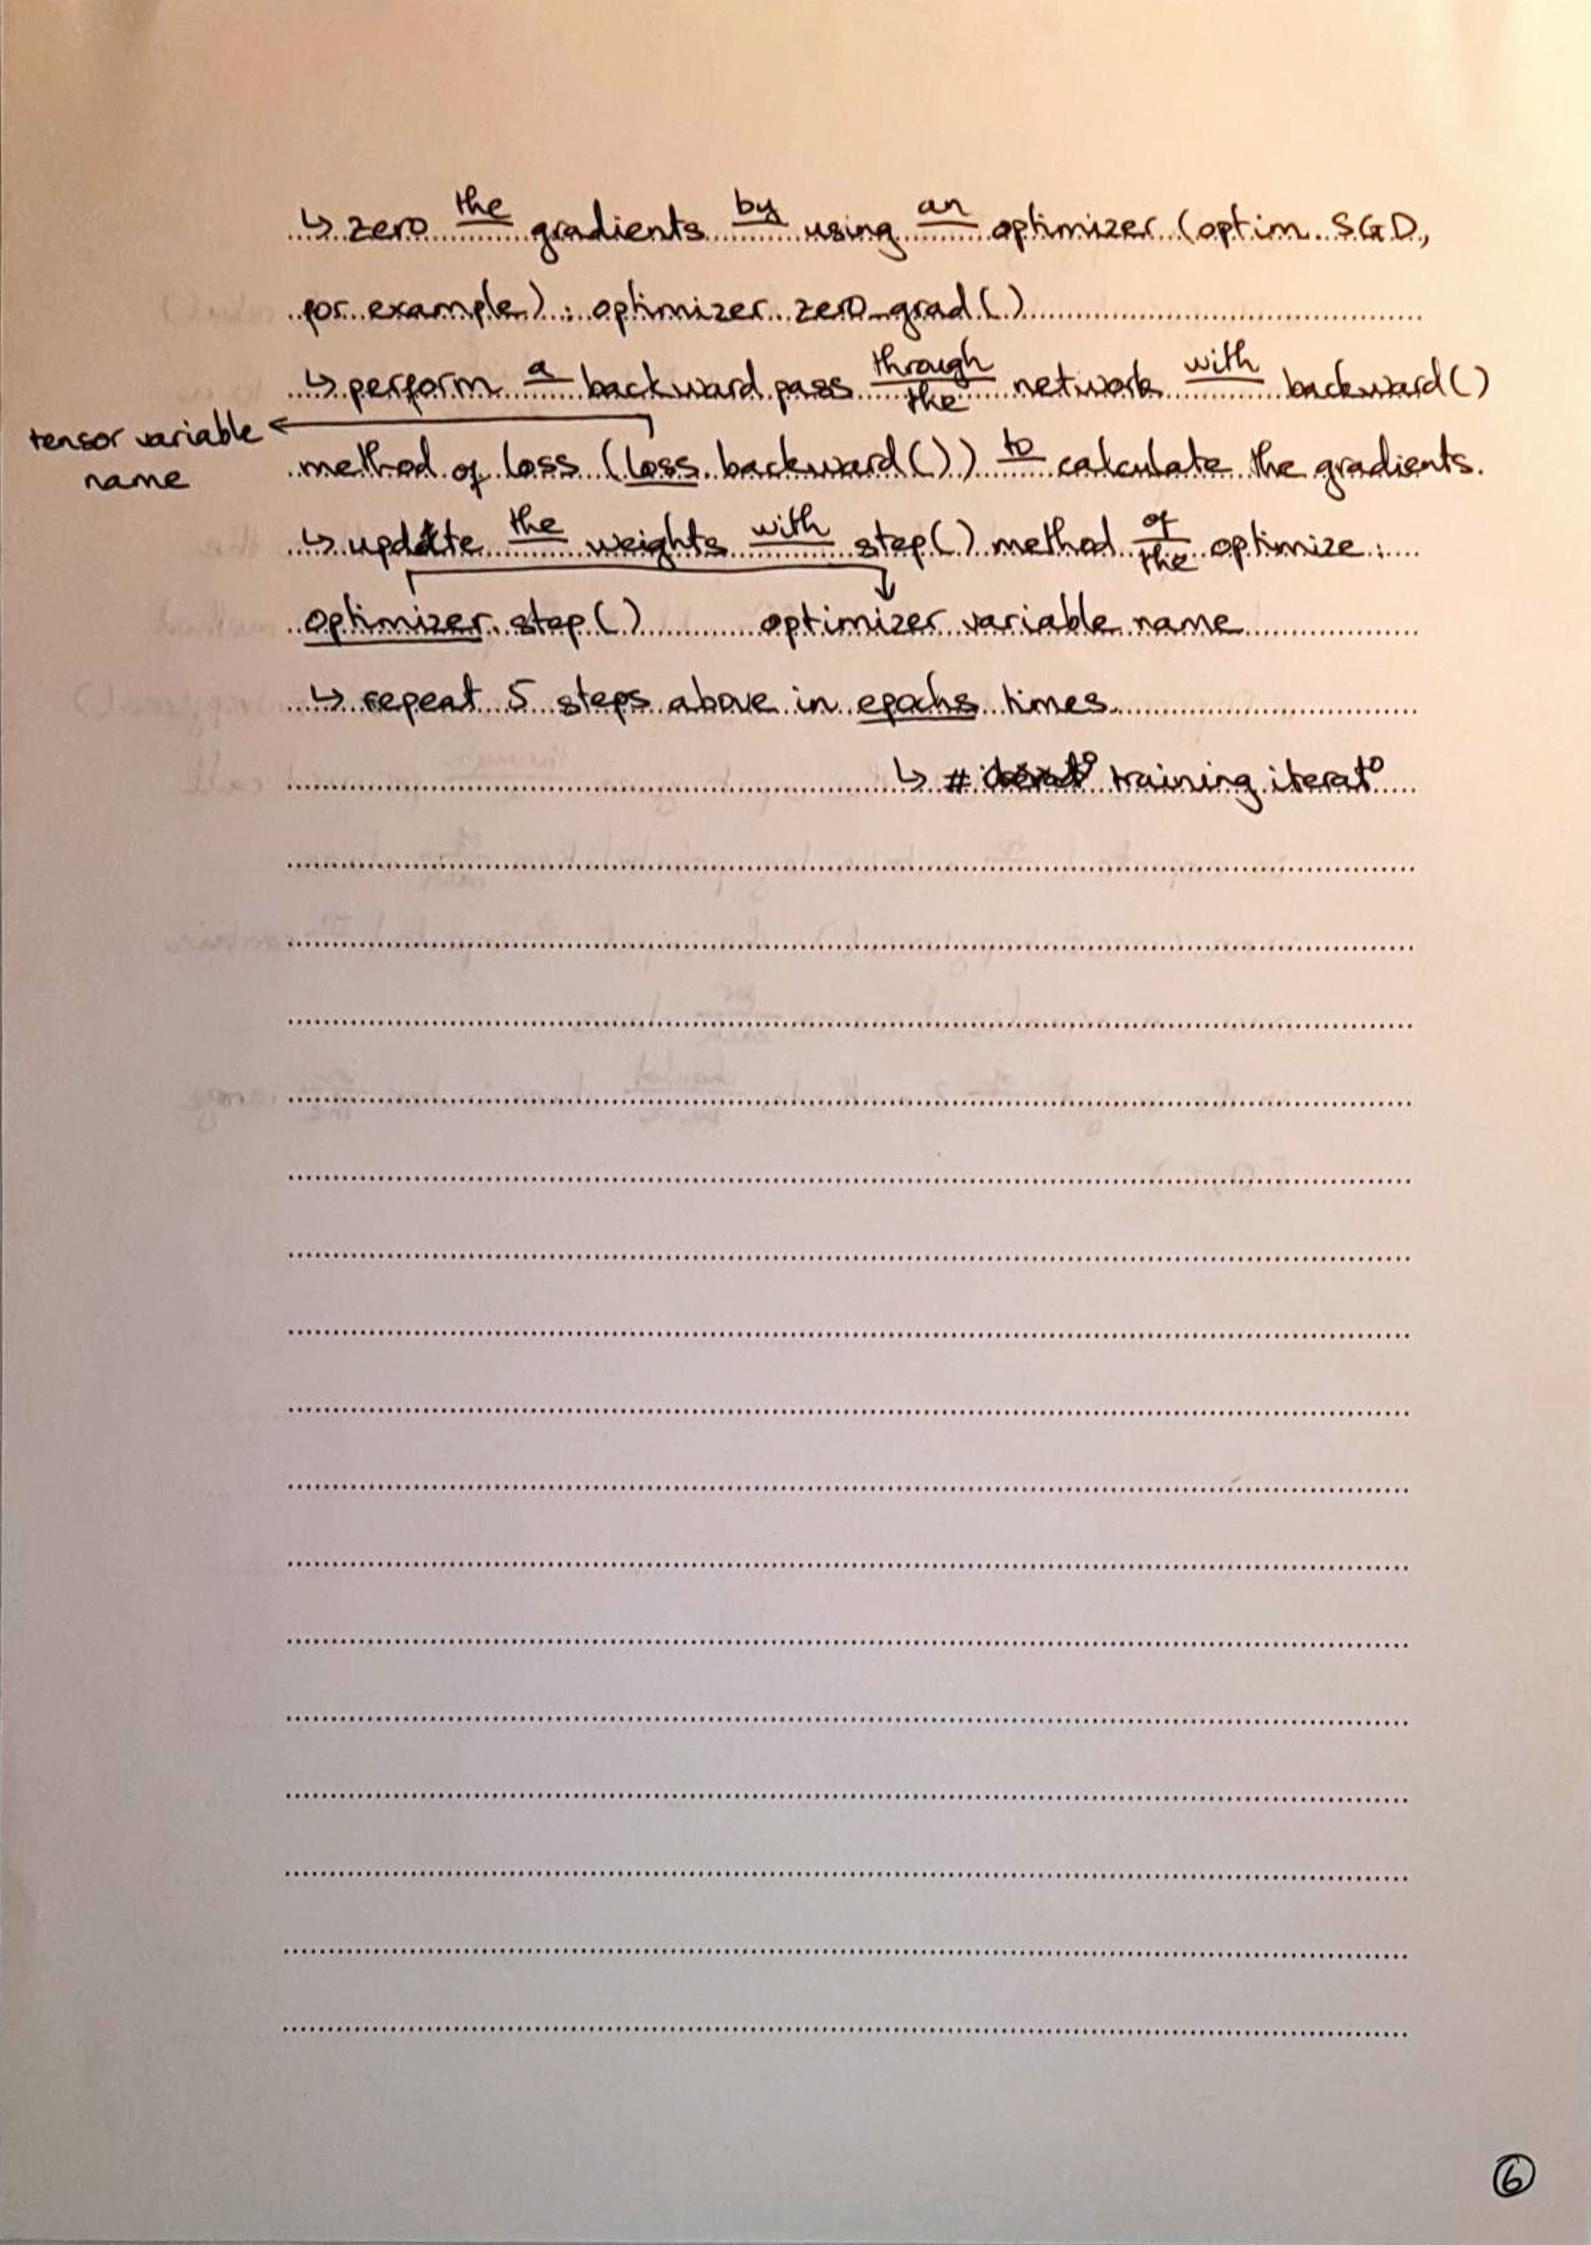 ↳ zero the gradients by using an optimizer (optim.SGD,
for example) : optimizer.zero_grad()
↳ perform a backward pass through the network with backward()
tensor variable name
method of loss (loss.backward()) to calculate the gradients.
↳ update the weights with step() method of the optimize :
optimizer.step() optimizer variable name
↳ repeat 5 steps above in epochs times
↳ # training iterat°
6